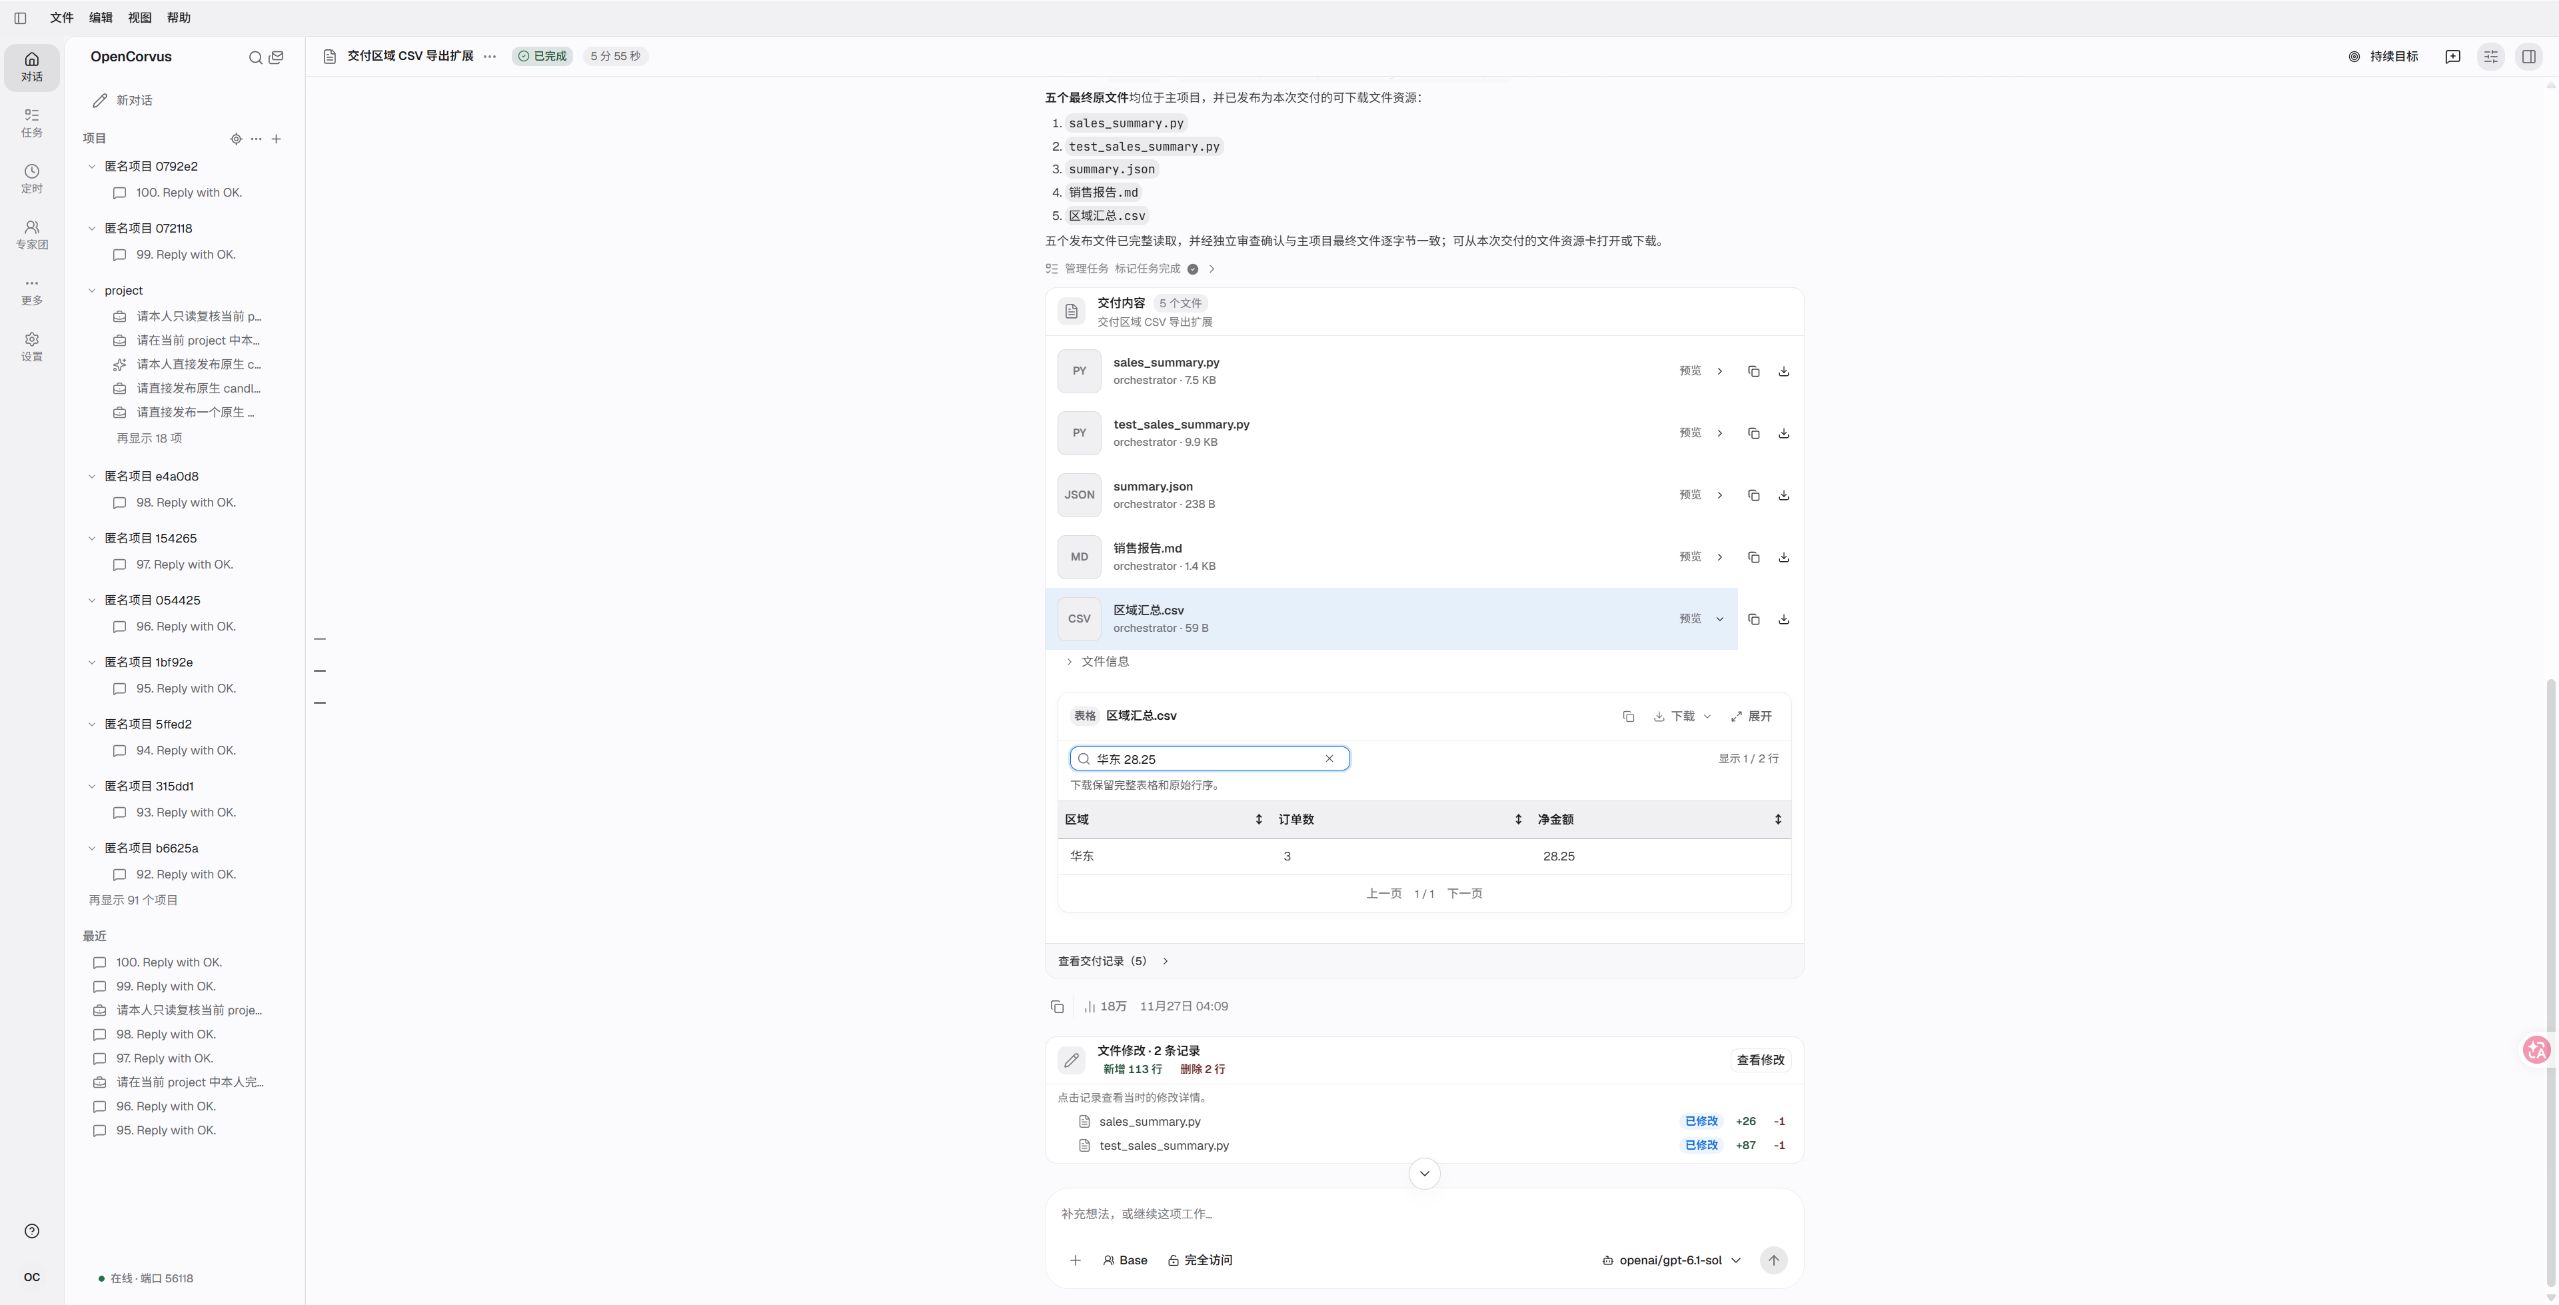 文件 编辑 视图 帮助
对话
任务
定时
专家团
更多
设置
OC
OpenCorvus
新对话
项目
匿名项目 0792e2
100. Reply with OK.
匿名项目 072118
99. Reply with OK.
project
请本人只读复核当前 p...
请在当前 project 中本...
请本人直接发布原生 c...
请直接发布原生 candl...
请直接发布一个原生 ...
再显示 18 项
匿名项目 e4a0d8
98. Reply with OK.
匿名项目 154265
97. Reply with OK.
匿名项目 054425
96. Reply with OK.
匿名项目 1bf92e
95. Reply with OK.
匿名项目 5ffed2
94. Reply with OK.
匿名项目 315dd1
93. Reply with OK.
匿名项目 b6625a
92. Reply with OK.
再显示 91 个项目
最近
100. Reply with OK.
99. Reply with OK.
请本人只读复核当前 proje...
98. Reply with OK.
97. Reply with OK.
请在当前 project 中本人完...
96. Reply with OK.
95. Reply with OK.
在线 · 端口 56118
交付区域 CSV 导出扩展 ... 已完成 5 分 55 秒
持续目标
五个最终原文件均位于主项目，并已发布为本次交付的可下载文件资源：
1. sales_summary.py
2. test_sales_summary.py
3. summary.json
4. 销售报告.md
5. 区域汇总.csv
五个发布文件已完整读取，并经独立审查确认与主项目最终文件逐字节一致；可从本次交付的文件资源卡打开或下载。
管理任务 标记任务完成
交付内容 5 个文件
交付区域 CSV 导出扩展
PY sales_summary.py 预览
orchestrator · 7.5 KB
PY test_sales_summary.py 预览
orchestrator · 9.9 KB
JSON summary.json 预览
orchestrator · 238 B
MD 销售报告.md 预览
orchestrator · 1.4 KB
CSV 区域汇总.csv 预览
orchestrator · 59 B
文件信息
表格 区域汇总.csv 下载 展开
华东 28.25 显示 1 / 2 行
下载保留完整表格和原始行序。
区域 订单数 净金额
华东 3 28.25
上一页 1 / 1 下一页
查看交付记录（5）
18万 11月27日 04:09
文件修改 · 2 条记录 查看修改
新增 113 行 删除 2 行
点击记录查看当时的修改详情。
sales_summary.py 已修改 +26 -1
test_sales_summary.py 已修改 +87 -1
补充想法，或继续这项工作...
Base 完全访问 openai/gpt-6.1-sol